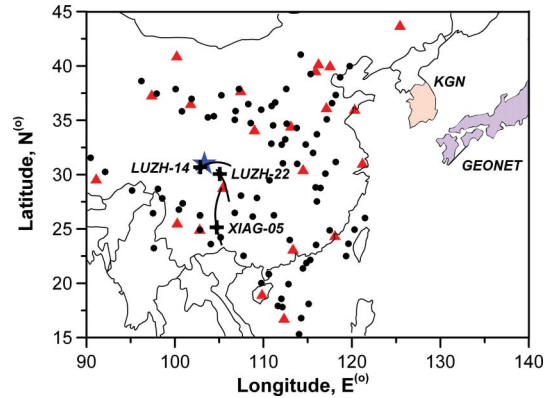 Latitude, N(o)
45
40
35
30
25
20
15
KGN
GEONET
LUZH-14
LUZH-22
XIAG-05
90 100 110 120 130 140
Longitude, E(o)